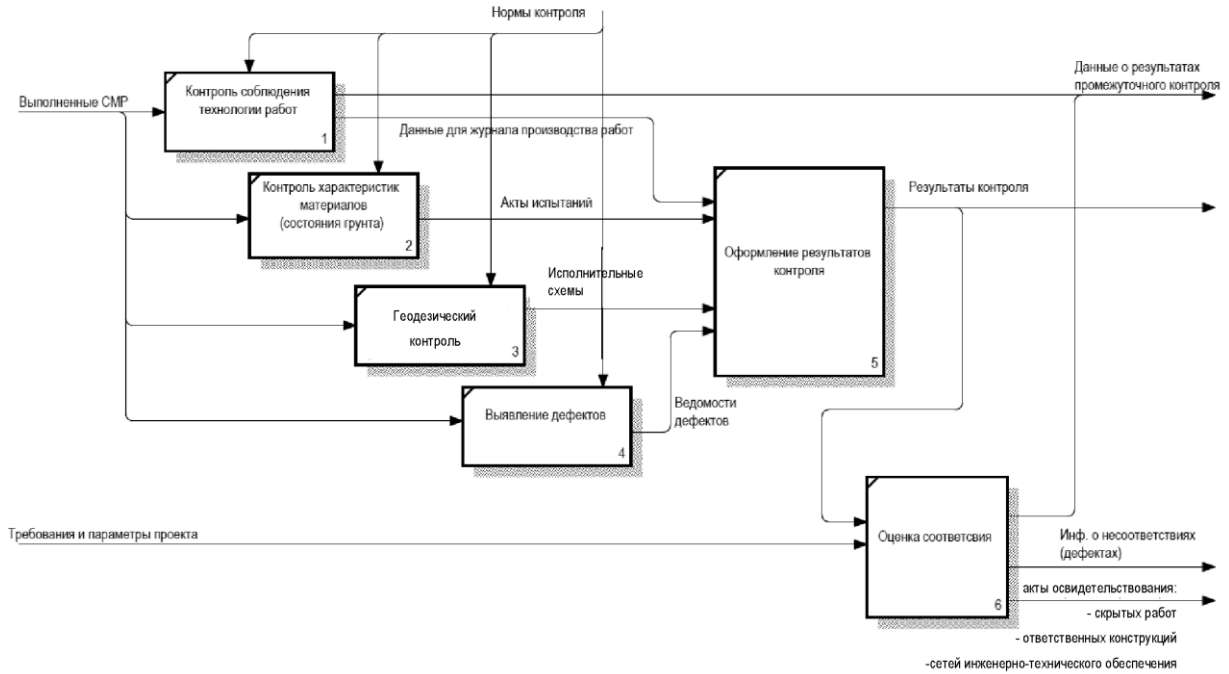 Нормы контроля
Данные о результатах
промежуточного контроля
Выполненные СМР
Контроль соблюдения
технологии работ
1
Данные для журнала производства работ
Контроль характеристик
материалов
(состояния грунта)
2
Акты испытаний
Результаты контроля
Оформление результатов
контроля
5
Исполнительные
схемы
Геодезический
контроль
3
Выявление дефектов
4
Ведомости
дефектов
Требования и параметры проекта
Оценка соответсвия
6
Инф. о несоответствиях
(дефектах)
акты освидетельствования:
- скрытых работ
- ответственных конструкций
-сетей инженерно-технического обеспечения